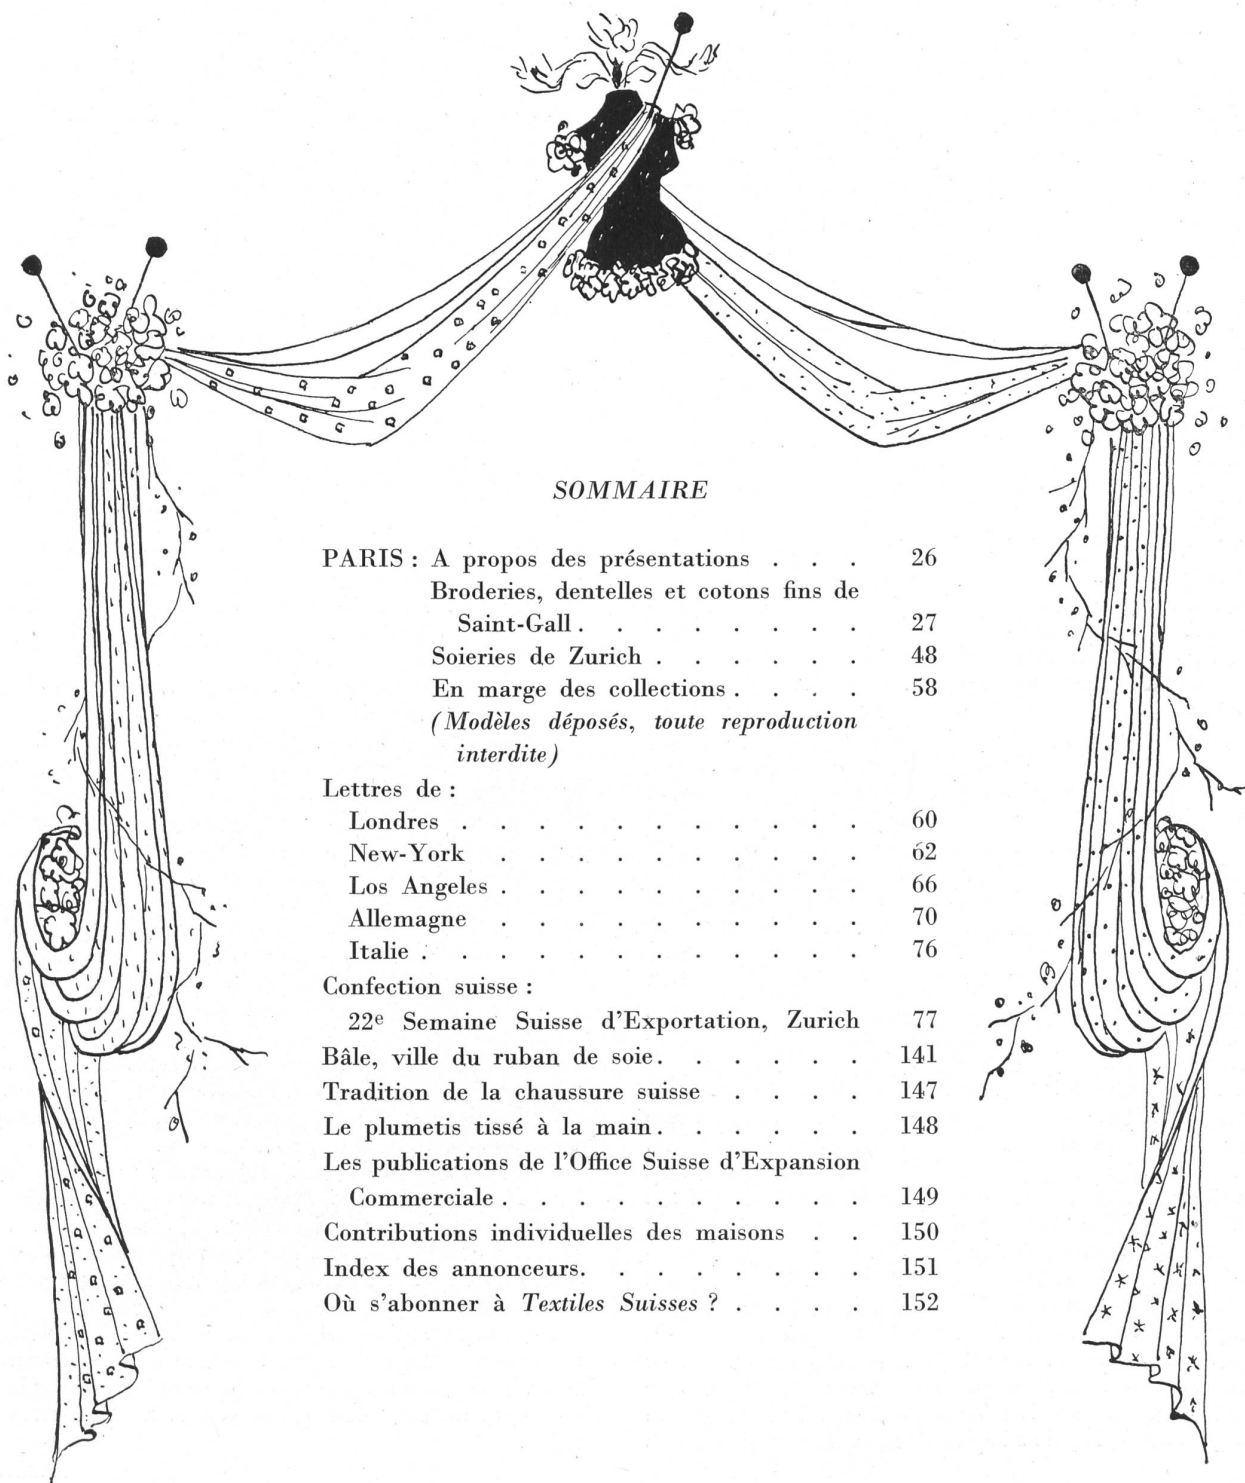 SOMMAIRE
PARIS : A propos des présentations . . . 26
Broderies, dentelles et cotons fins de
Saint-Gall . . . . . . . . 27
Soieries de Zurich . . . . . . 48
En marge des collections . . . . 58
(Modèles déposés, toute reproduction
interdite)
Lettres de :
Londres . . . . . . . . . . . 60
New-York . . . . . . . . . . 62
Los Angeles . . . . . . . . . . 66
Allemagne . . . . . . . . . . 70
Italie . . . . . . . . . . . . 76
Confection suisse :
22e Semaine Suisse d'Exportation, Zurich 77
Bâle, ville du ruban de soie . . . . . . 141
Tradition de la chaussure suisse . . . . 147
Le plumetis tissé à la main . . . . . . 148
Les publications de l'Office Suisse d'Expansion
Commerciale . . . . . . . . . . 149
Contributions individuelles des maisons . . 150
Index des annonceurs . . . . . . . . 151
Où s'abonner à Textiles Suisses ? . . . . 152